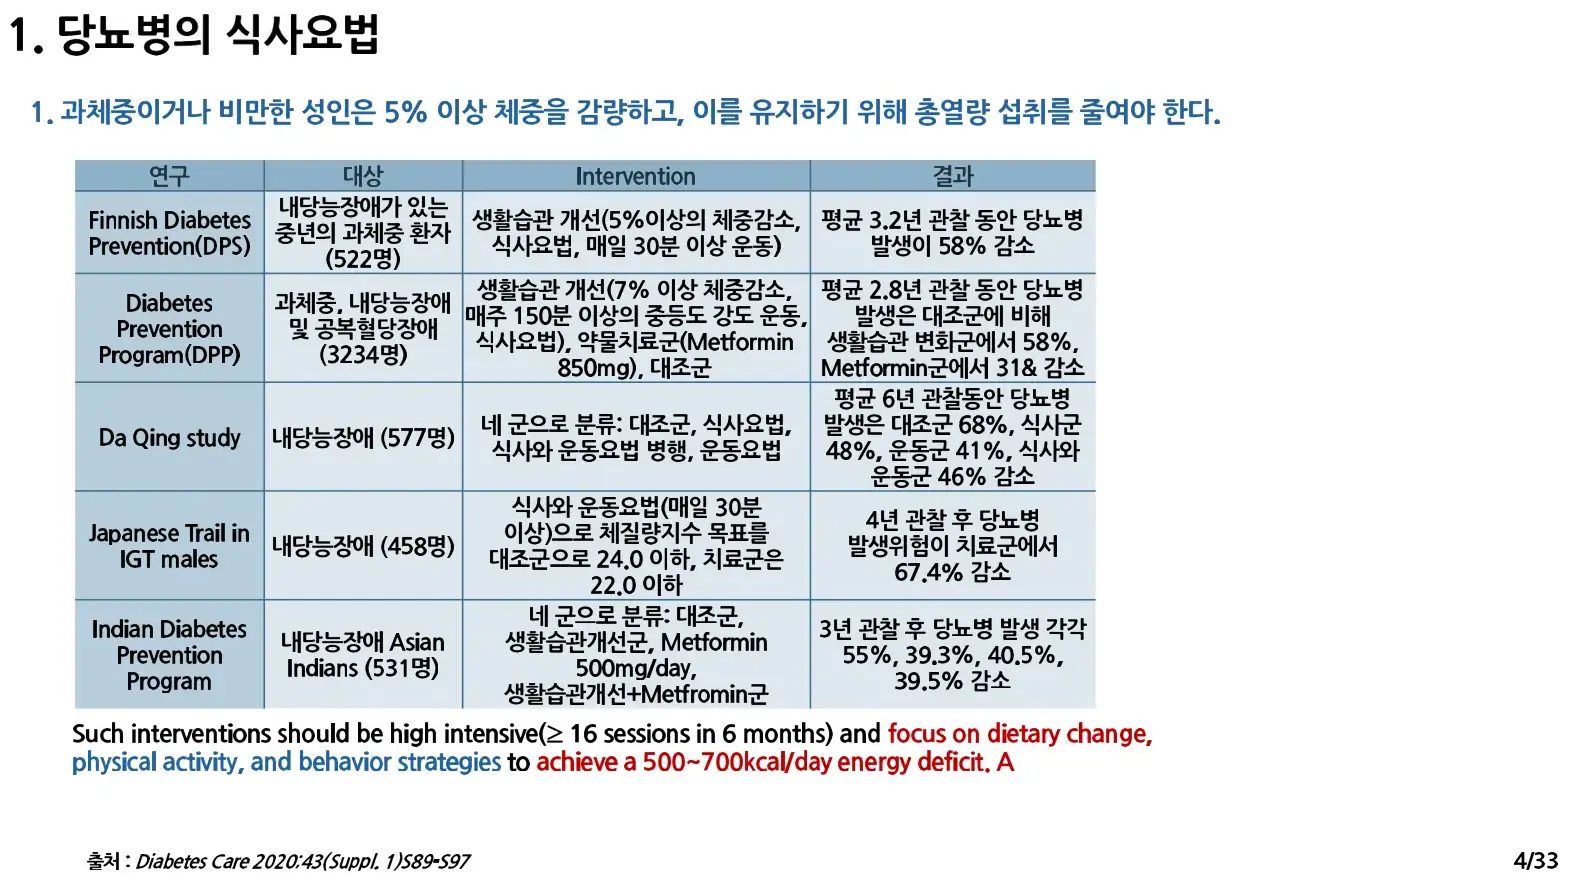 1. 당뇨병의 식사요법
1. 과체중이거나 비만한 성인은 5% 이상 체중을 감량하고, 이를 유지하기 위해 총열량 섭취를 줄여야 한다.
연구
대상
Intervention
결과
Finnish Diabetes
Prevention(DPS)
내당능장애가 있는
중년의 과체중 환자
(522명)
생활습관 개선(5%이상의 체중감소,
식사요법, 매일 30분 이상 운동)
평균 3.2년 관찰 동안 당뇨병
발생이 58% 감소
Diabetes
Prevention
Program(DPP)
과체중, 내당능장애
및 공복혈당장애
(3234명)
생활습관 개선(7% 이상 체중감소,
매주 150분 이상의 중등도 강도 운동,
식사요법), 약물치료군(Metformin
850mg), 대조군
평균 2.8년 관찰 동안 당뇨병
발생은 대조군에 비해
생활습관 변화군에서 58%,
Metformin군에서 31& 감소
Da Qing study
내당능장애 (577명)
네 군으로 분류: 대조군, 식사요법,
식사와 운동요법 병행, 운동요법
평균 6년 관찰동안 당뇨병
발생은 대조군 68%, 식사군
48%, 운동군 41%, 식사와
운동군 46% 감소
Japanese Trail in
IGT males
내당능장애 (458명)
식사와 운동요법(매일 30분
이상)으로 체질량지수 목표를
대조군으로 24.0 이하, 치료군은
22.0 이하
4년 관찰 후 당뇨병
발생위험이 치료군에서
67.4% 감소
Indian Diabetes
Prevention
Program
내당능장애 Asian
Indians (531명)
네 군으로 분류: 대조군,
생활습관개선군, Metformin
500mg/day,
생활습관개선+Metfromin군
3년 관찰 후 당뇨병 발생 각각
55%, 39.3%, 40.5%,
39.5% 감소
Such interventions should be high intensive(≥ 16 sessions in 6 months) and focus on dietary change,
physical activity, and behavior strategies to achieve a 500~700kcal/day energy deficit. A
출처 : Diabetes Care 2020;43(Suppl. 1)S89-S97
4/33